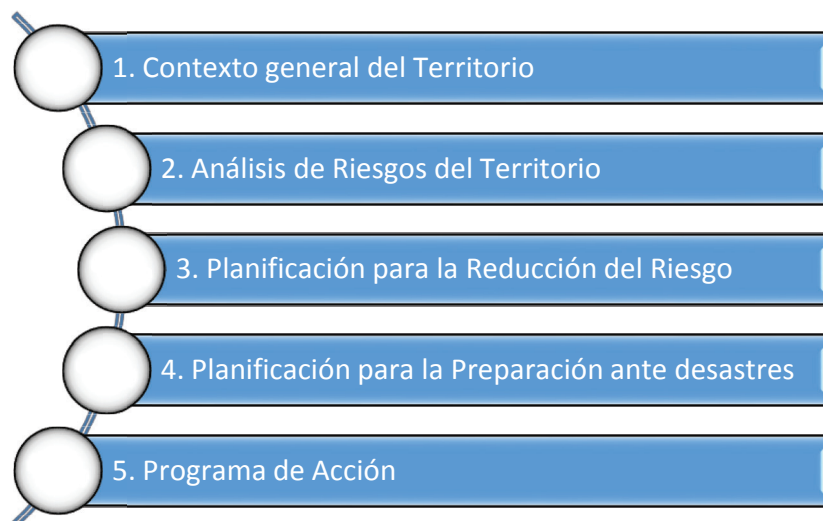 1. Contexto general del Territorio
2. Análisis de Riesgos del Territorio
3. Planificación para la Reducción del Riesgo
4. Planificación para la Preparación ante desastres
5. Programa de Acción